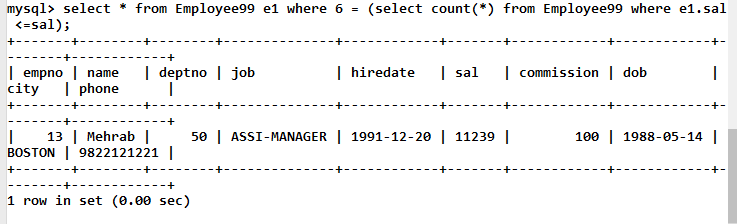 mysql> select * from Employee99 e1 where 6 = (select count(*) from Employee99 where e1.sal
 <=sal);
+-------+--------+--------+--------------+------------+-------+------------+------------+-
-------+------------+
| empno | name   | deptno | job          | hiredate   | sal   | commission | dob        |
city   | phone      |
+-------+--------+--------+--------------+------------+-------+------------+------------+-
-------+------------+
|    13 | Mehrab |     50 | ASSI-MANAGER | 1991-12-20 | 11239 |        100 | 1988-05-14 |
BOSTON | 9822121221 |
+-------+--------+--------+--------------+------------+-------+------------+------------+-
-------+------------+
1 row in set (0.00 sec)